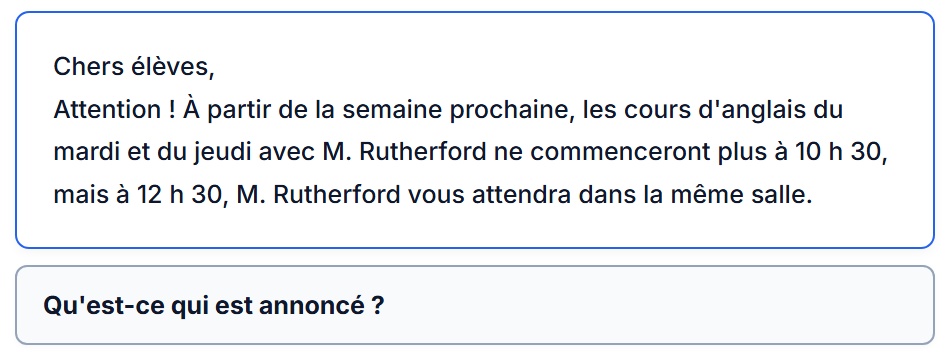 Chers élèves,
Attention ! À partir de la semaine prochaine, les cours d'anglais du
mardi et du jeudi avec M. Rutherford ne commenceront plus à 10 h 30,
mais à 12 h 30, M. Rutherford vous attendra dans la même salle.
Qu'est-ce qui est annoncé ?